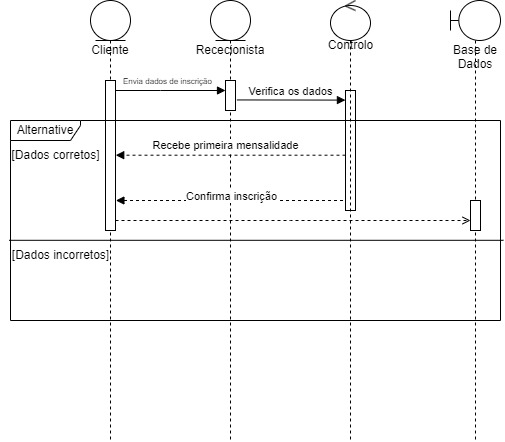 Cliente
Rececionista
Controlo
Base de
Dados
Envia dados de inscrição
Verifica os dados
Alternative
[Dados corretos]
Recebe primeira mensalidade
Confirma inscrição
[Dados incorretos]